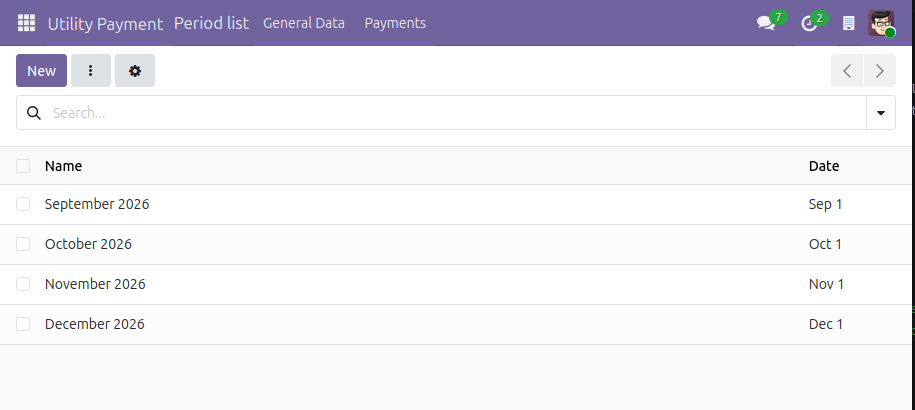 Utility Payment Period list General Data Payments 7 2
New
Search...
Name Date
September 2026 Sep 1
October 2026 Oct 1
November 2026 Nov 1
December 2026 Dec 1